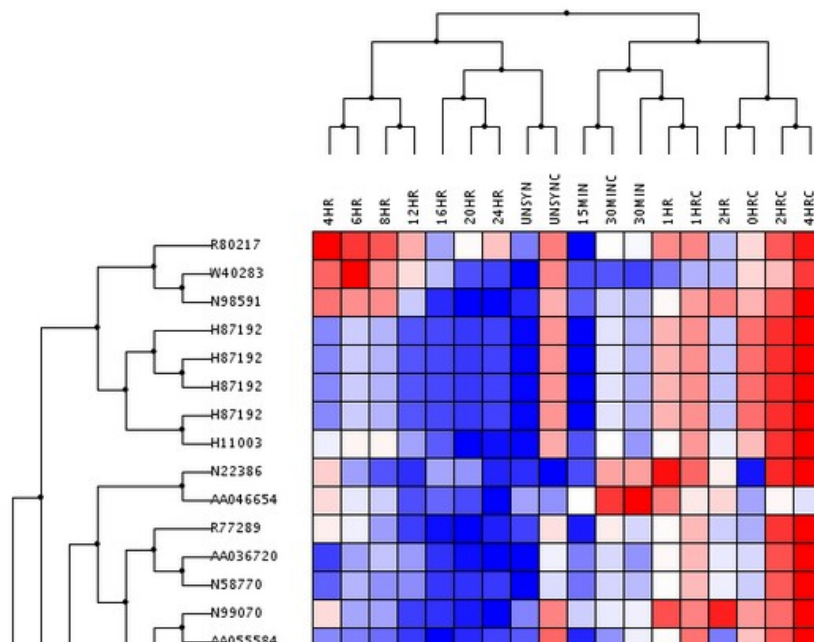 4HR
6HR
8HR
12HR
16HR
20HR
24HR
UNSYN
UNSYNC
15MIN
30MINC
30MIN
1HR
1HRC
2HR
0HRC
2HRC
4HRC
R80217
W40283
N98591
H87192
H87192
H87192
H87192
H11003
N22386
AA046654
R77289
AA036720
N58770
N99070
AA055584